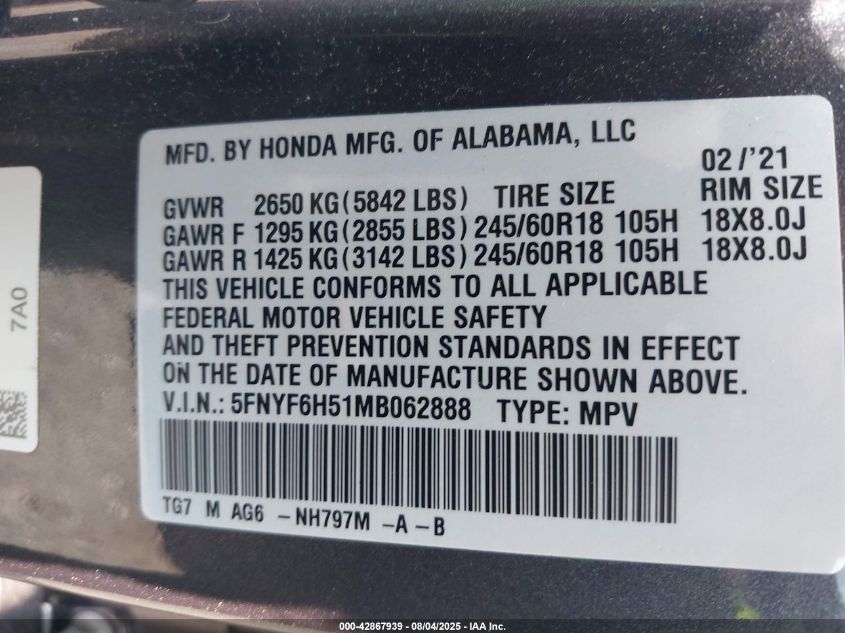 MFD. BY HONDA MFG. OF ALABAMA, LLC
02/'21
GVWR 2650 KG (5842 LBS) TIRE SIZE RIM SIZE
GAWR F 1295 KG (2855 LBS) 245/60R18 105H 18X8.0J
GAWR R 1425 KG (3142 LBS) 245/60R18 105H 18X8.0J
THIS VEHICLE CONFORMS TO ALL APPLICABLE
FEDERAL MOTOR VEHICLE SAFETY
AND THEFT PREVENTION STANDARDS IN EFFECT
ON THE DATE OF MANUFACTURE SHOWN ABOVE.
V.I.N.: 5FNYF6H51MB062888 TYPE: MPV
TG7 M AG6 -NH797M -A -B
7A0
000-42867939 - 08/04/2025 - IAA Inc.